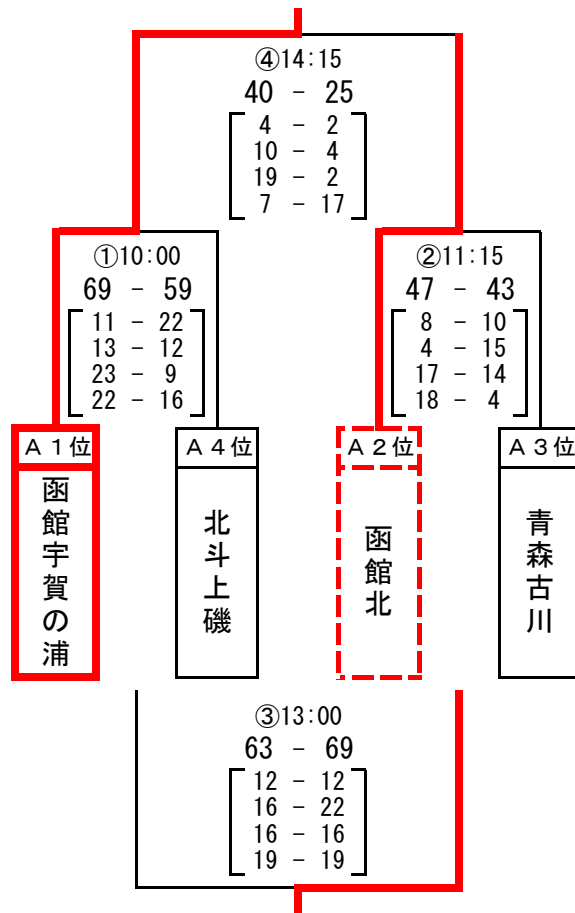 ④14:15
40 - 25
4 - 2
10 - 4
19 - 2
7 - 17
①10:00
69 - 59
11 - 22
13 - 12
23 - 9
22 - 16
②11:15
47 - 43
8 - 10
4 - 15
17 - 14
18 - 4
Ａ１位
Ａ４位
Ａ２位
Ａ３位
函館宇賀の浦
北斗上磯
函館北
青森古川
③13:00
63 - 69
12 - 12
16 - 22
16 - 16
19 - 19